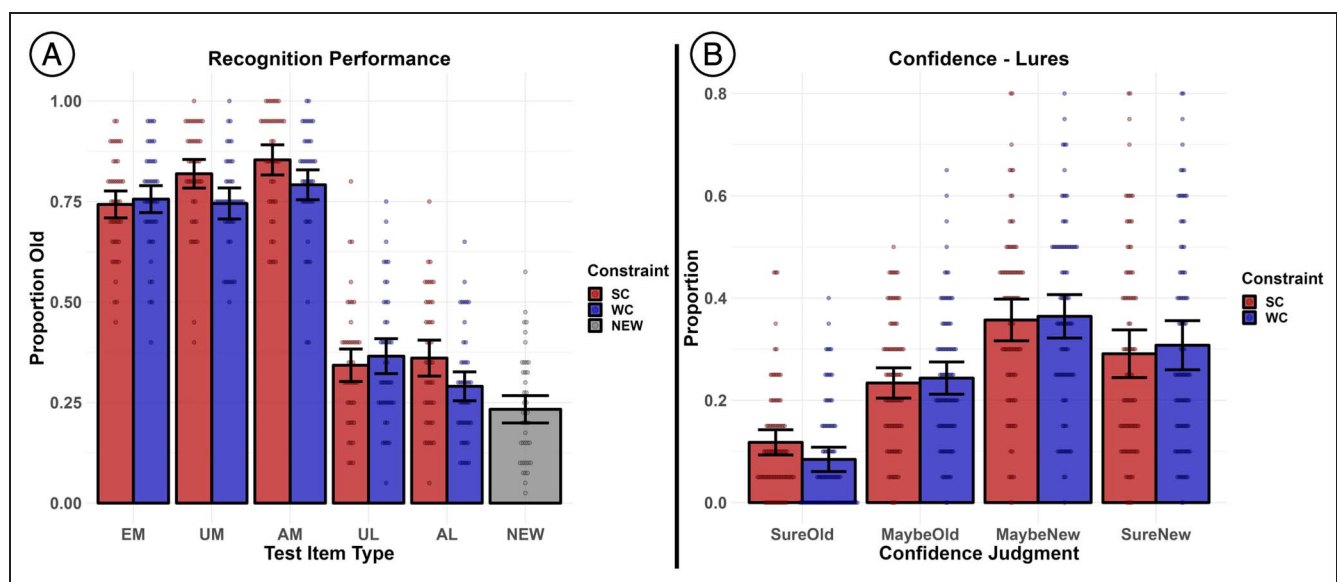 A
Recognition Performance
1.00
0.75
0.50
0.25
0.00
Proportion Old
EM UM AM UL AL NEW
Test Item Type
Constraint
SC
WC
NEW
B
Confidence - Lures
0.8
0.6
0.4
0.2
0.0
Proportion
SureOld MaybeOld MaybeNew SureNew
Confidence Judgment
Constraint
SC
WC